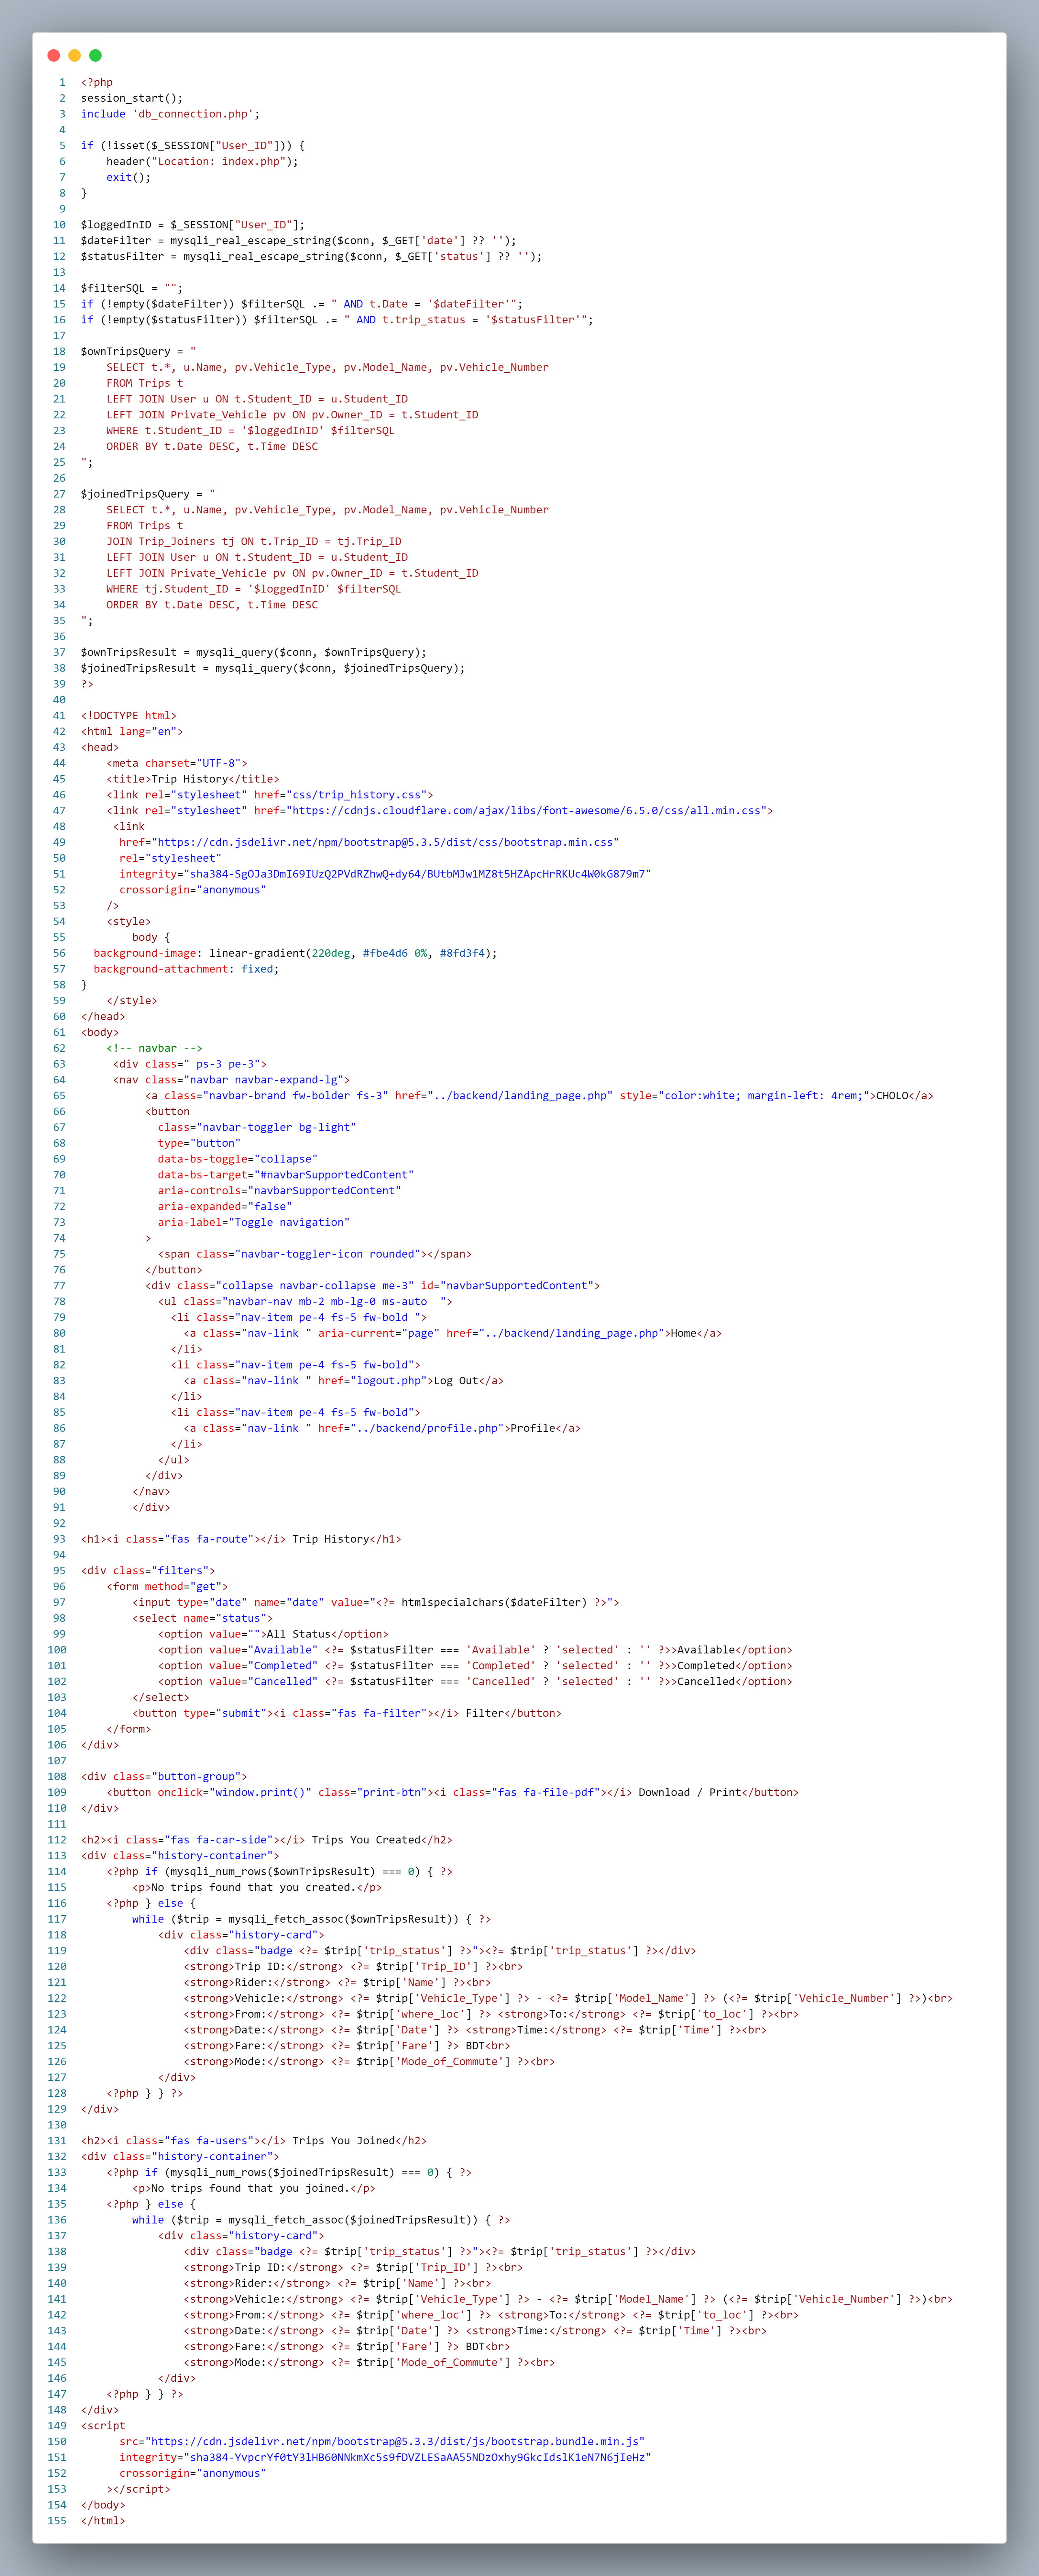 1 <?php
2 session_start();
3 include 'db_connection.php';
4
5 if (!isset($_SESSION["User_ID"])) {
6     header("Location: index.php");
7     exit();
8 }
9
10 $loggedInID = $_SESSION["User_ID"];
11 $dateFilter = mysqli_real_escape_string($conn, $_GET['date'] ?? '');
12 $statusFilter = mysqli_real_escape_string($conn, $_GET['status'] ?? '');
13
14 $filterSQL = "";
15 if (!empty($dateFilter)) $filterSQL .= " AND t.Date = '$dateFilter'";
16 if (!empty($statusFilter)) $filterSQL .= " AND t.trip_status = '$statusFilter'";
17
18 $ownTripsQuery = "
19     SELECT t.*, u.Name, pv.Vehicle_Type, pv.Model_Name, pv.Vehicle_Number
20     FROM Trips t
21     LEFT JOIN User u ON t.Student_ID = u.Student_ID
22     LEFT JOIN Private_Vehicle pv ON pv.Owner_ID = t.Student_ID
23     WHERE t.Student_ID = '$loggedInID' $filterSQL
24     ORDER BY t.Date DESC, t.Time DESC
25 ";
26
27 $joinedTripsQuery = "
28     SELECT t.*, u.Name, pv.Vehicle_Type, pv.Model_Name, pv.Vehicle_Number
29     FROM Trips t
30     JOIN Trip_Joiners tj ON t.Trip_ID = tj.Trip_ID
31     LEFT JOIN User u ON t.Student_ID = u.Student_ID
32     LEFT JOIN Private_Vehicle pv ON pv.Owner_ID = t.Student_ID
33     WHERE tj.Student_ID = '$loggedInID' $filterSQL
34     ORDER BY t.Date DESC, t.Time DESC
35 ";
36
37 $ownTripsResult = mysqli_query($conn, $ownTripsQuery);
38 $joinedTripsResult = mysqli_query($conn, $joinedTripsQuery);
39 ?>
40
41 <!DOCTYPE html>
42 <html lang="en">
43 <head>
44     <meta charset="UTF-8">
45     <title>Trip History</title>
46     <link rel="stylesheet" href="css/trip_history.css">
47     <link rel="stylesheet" href="https://cdnjs.cloudflare.com/ajax/libs/font-awesome/6.5.0/css/all.min.css">
48      <link
49       href="https://cdn.jsdelivr.net/npm/bootstrap@5.3.5/dist/css/bootstrap.min.css"
50       rel="stylesheet"
51       integrity="sha384-SgOJa3DmI69IUzQ2PVdRZhwQ+dy64/BUtbMJw1MZ8t5HZApcHrRKUc4W0kG879m7"
52       crossorigin="anonymous"
53     />
54     <style>
55         body {
56   background-image: linear-gradient(220deg, #fbe4d6 0%, #8fd3f4);
57   background-attachment: fixed;
58 }
59     </style>
60 </head>
61 <body>
62     <!-- navbar -->
63      <div class=" ps-3 pe-3">
64      <nav class="navbar navbar-expand-lg">
65           <a class="navbar-brand fw-bolder fs-3" href="../backend/landing_page.php" style="color:white; margin-left: 4rem;">CHOLO</a>
66           <button
67             class="navbar-toggler bg-light"
68             type="button"
69             data-bs-toggle="collapse"
70             data-bs-target="#navbarSupportedContent"
71             aria-controls="navbarSupportedContent"
72             aria-expanded="false"
73             aria-label="Toggle navigation"
74           >
75             <span class="navbar-toggler-icon rounded"></span>
76           </button>
77           <div class="collapse navbar-collapse me-3" id="navbarSupportedContent">
78             <ul class="navbar-nav mb-2 mb-lg-0 ms-auto  ">
79               <li class="nav-item pe-4 fs-5 fw-bold ">
80                 <a class="nav-link " aria-current="page" href="../backend/landing_page.php">Home</a>
81               </li>
82               <li class="nav-item pe-4 fs-5 fw-bold">
83                 <a class="nav-link " href="logout.php">Log Out</a>
84               </li>
85               <li class="nav-item pe-4 fs-5 fw-bold">
86                 <a class="nav-link " href="../backend/profile.php">Profile</a>
87               </li>
88             </ul>
89           </div>
90         </nav>
91         </div>
92
93 <h1><i class="fas fa-route"></i> Trip History</h1>
94
95 <div class="filters">
96     <form method="get">
97         <input type="date" name="date" value="<?= htmlspecialchars($dateFilter) ?>">
98         <select name="status">
99             <option value="">All Status</option>
100             <option value="Available" <?= $statusFilter === 'Available' ? 'selected' : '' ?>>Available</option>
101             <option value="Completed" <?= $statusFilter === 'Completed' ? 'selected' : '' ?>>Completed</option>
102             <option value="Cancelled" <?= $statusFilter === 'Cancelled' ? 'selected' : '' ?>>Cancelled</option>
103         </select>
104         <button type="submit"><i class="fas fa-filter"></i> Filter</button>
105     </form>
106 </div>
107
108 <div class="button-group">
109     <button onclick="window.print()" class="print-btn"><i class="fas fa-file-pdf"></i> Download / Print</button>
110 </div>
111
112 <h2><i class="fas fa-car-side"></i> Trips You Created</h2>
113 <div class="history-container">
114     <?php if (mysqli_num_rows($ownTripsResult) === 0) { ?>
115         <p>No trips found that you created.</p>
116     <?php } else {
117         while ($trip = mysqli_fetch_assoc($ownTripsResult)) { ?>
118             <div class="history-card">
119                 <div class="badge <?= $trip['trip_status'] ?>"><?= $trip['trip_status'] ?></div>
120                 <strong>Trip ID:</strong> <?= $trip['Trip_ID'] ?><br>
121                 <strong>Rider:</strong> <?= $trip['Name'] ?><br>
122                 <strong>Vehicle:</strong> <?= $trip['Vehicle_Type'] ?> - <?= $trip['Model_Name'] ?> (<?= $trip['Vehicle_Number'] ?>)<br>
123                 <strong>From:</strong> <?= $trip['where_loc'] ?> <strong>To:</strong> <?= $trip['to_loc'] ?><br>
124                 <strong>Date:</strong> <?= $trip['Date'] ?> <strong>Time:</strong> <?= $trip['Time'] ?><br>
125                 <strong>Fare:</strong> <?= $trip['Fare'] ?> BDT<br>
126                 <strong>Mode:</strong> <?= $trip['Mode_of_Commute'] ?><br>
127             </div>
128     <?php } } ?>
129 </div>
130
131 <h2><i class="fas fa-users"></i> Trips You Joined</h2>
132 <div class="history-container">
133     <?php if (mysqli_num_rows($joinedTripsResult) === 0) { ?>
134         <p>No trips found that you joined.</p>
135     <?php } else {
136         while ($trip = mysqli_fetch_assoc($joinedTripsResult)) { ?>
137             <div class="history-card">
138                 <div class="badge <?= $trip['trip_status'] ?>"><?= $trip['trip_status'] ?></div>
139                 <strong>Trip ID:</strong> <?= $trip['Trip_ID'] ?><br>
140                 <strong>Rider:</strong> <?= $trip['Name'] ?><br>
141                 <strong>Vehicle:</strong> <?= $trip['Vehicle_Type'] ?> - <?= $trip['Model_Name'] ?> (<?= $trip['Vehicle_Number'] ?>)<br>
142                 <strong>From:</strong> <?= $trip['where_loc'] ?> <strong>To:</strong> <?= $trip['to_loc'] ?><br>
143                 <strong>Date:</strong> <?= $trip['Date'] ?> <strong>Time:</strong> <?= $trip['Time'] ?><br>
144                 <strong>Fare:</strong> <?= $trip['Fare'] ?> BDT<br>
145                 <strong>Mode:</strong> <?= $trip['Mode_of_Commute'] ?><br>
146             </div>
147     <?php } } ?>
148 </div>
149 <script
150       src="https://cdn.jsdelivr.net/npm/bootstrap@5.3.3/dist/js/bootstrap.bundle.min.js"
151       integrity="sha384-YvpcrYf0tY3lHB60NNkmXc5s9fDVZLESaAA55NDzOxhy9GkcIdslK1eN7N6jIeHz"
152       crossorigin="anonymous"
153     ></script>
154 </body>
155 </html>